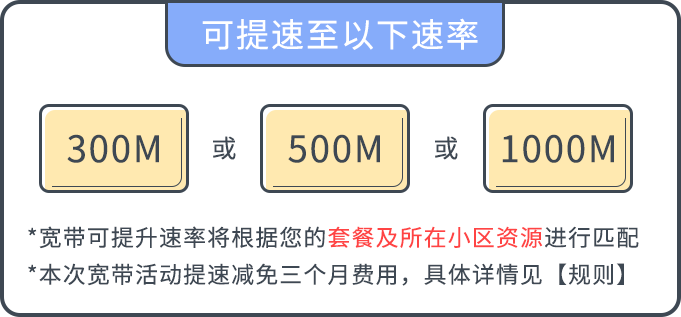 可提速至以下速率
300M 或 500M 或 1000M
*宽带可提升速率将根据您的套餐及所在小区资源进行匹配
*本次宽带活动提速减免三个月费用，具体详情见【规则】